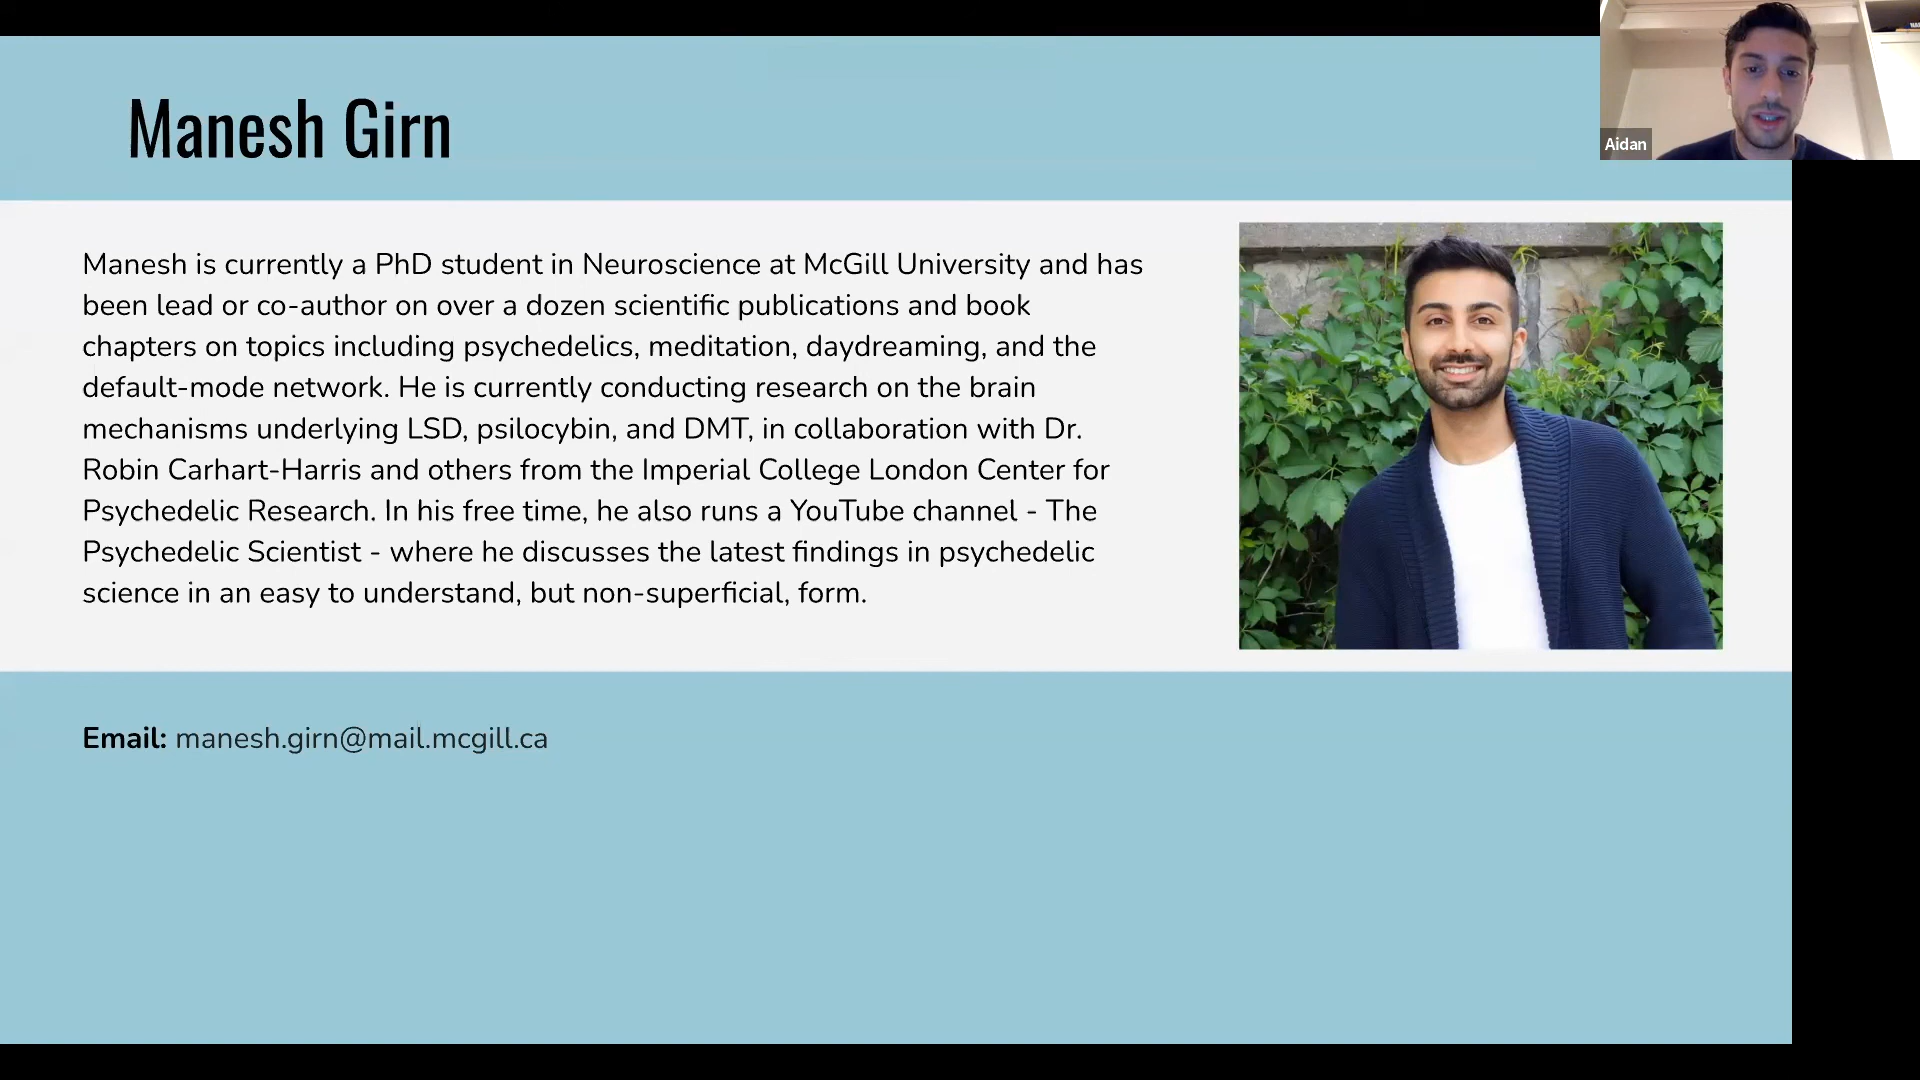 Manesh Girn
Aidan
Manesh is currently a PhD student in Neuroscience at McGill University and has
been lead or co-author on over a dozen scientific publications and book
chapters on topics including psychedelics, meditation, daydreaming, and the
default-mode network. He is currently conducting research on the brain
mechanisms underlying LSD, psilocybin, and DMT, in collaboration with Dr.
Robin Carhart-Harris and others from the Imperial College London Center for
Psychedelic Research. In his free time, he also runs a YouTube channel - The
Psychedelic Scientist - where he discusses the latest findings in psychedelic
science in an easy to understand, but non-superficial, form.
Email: manesh.girn@mail.mcgill.ca